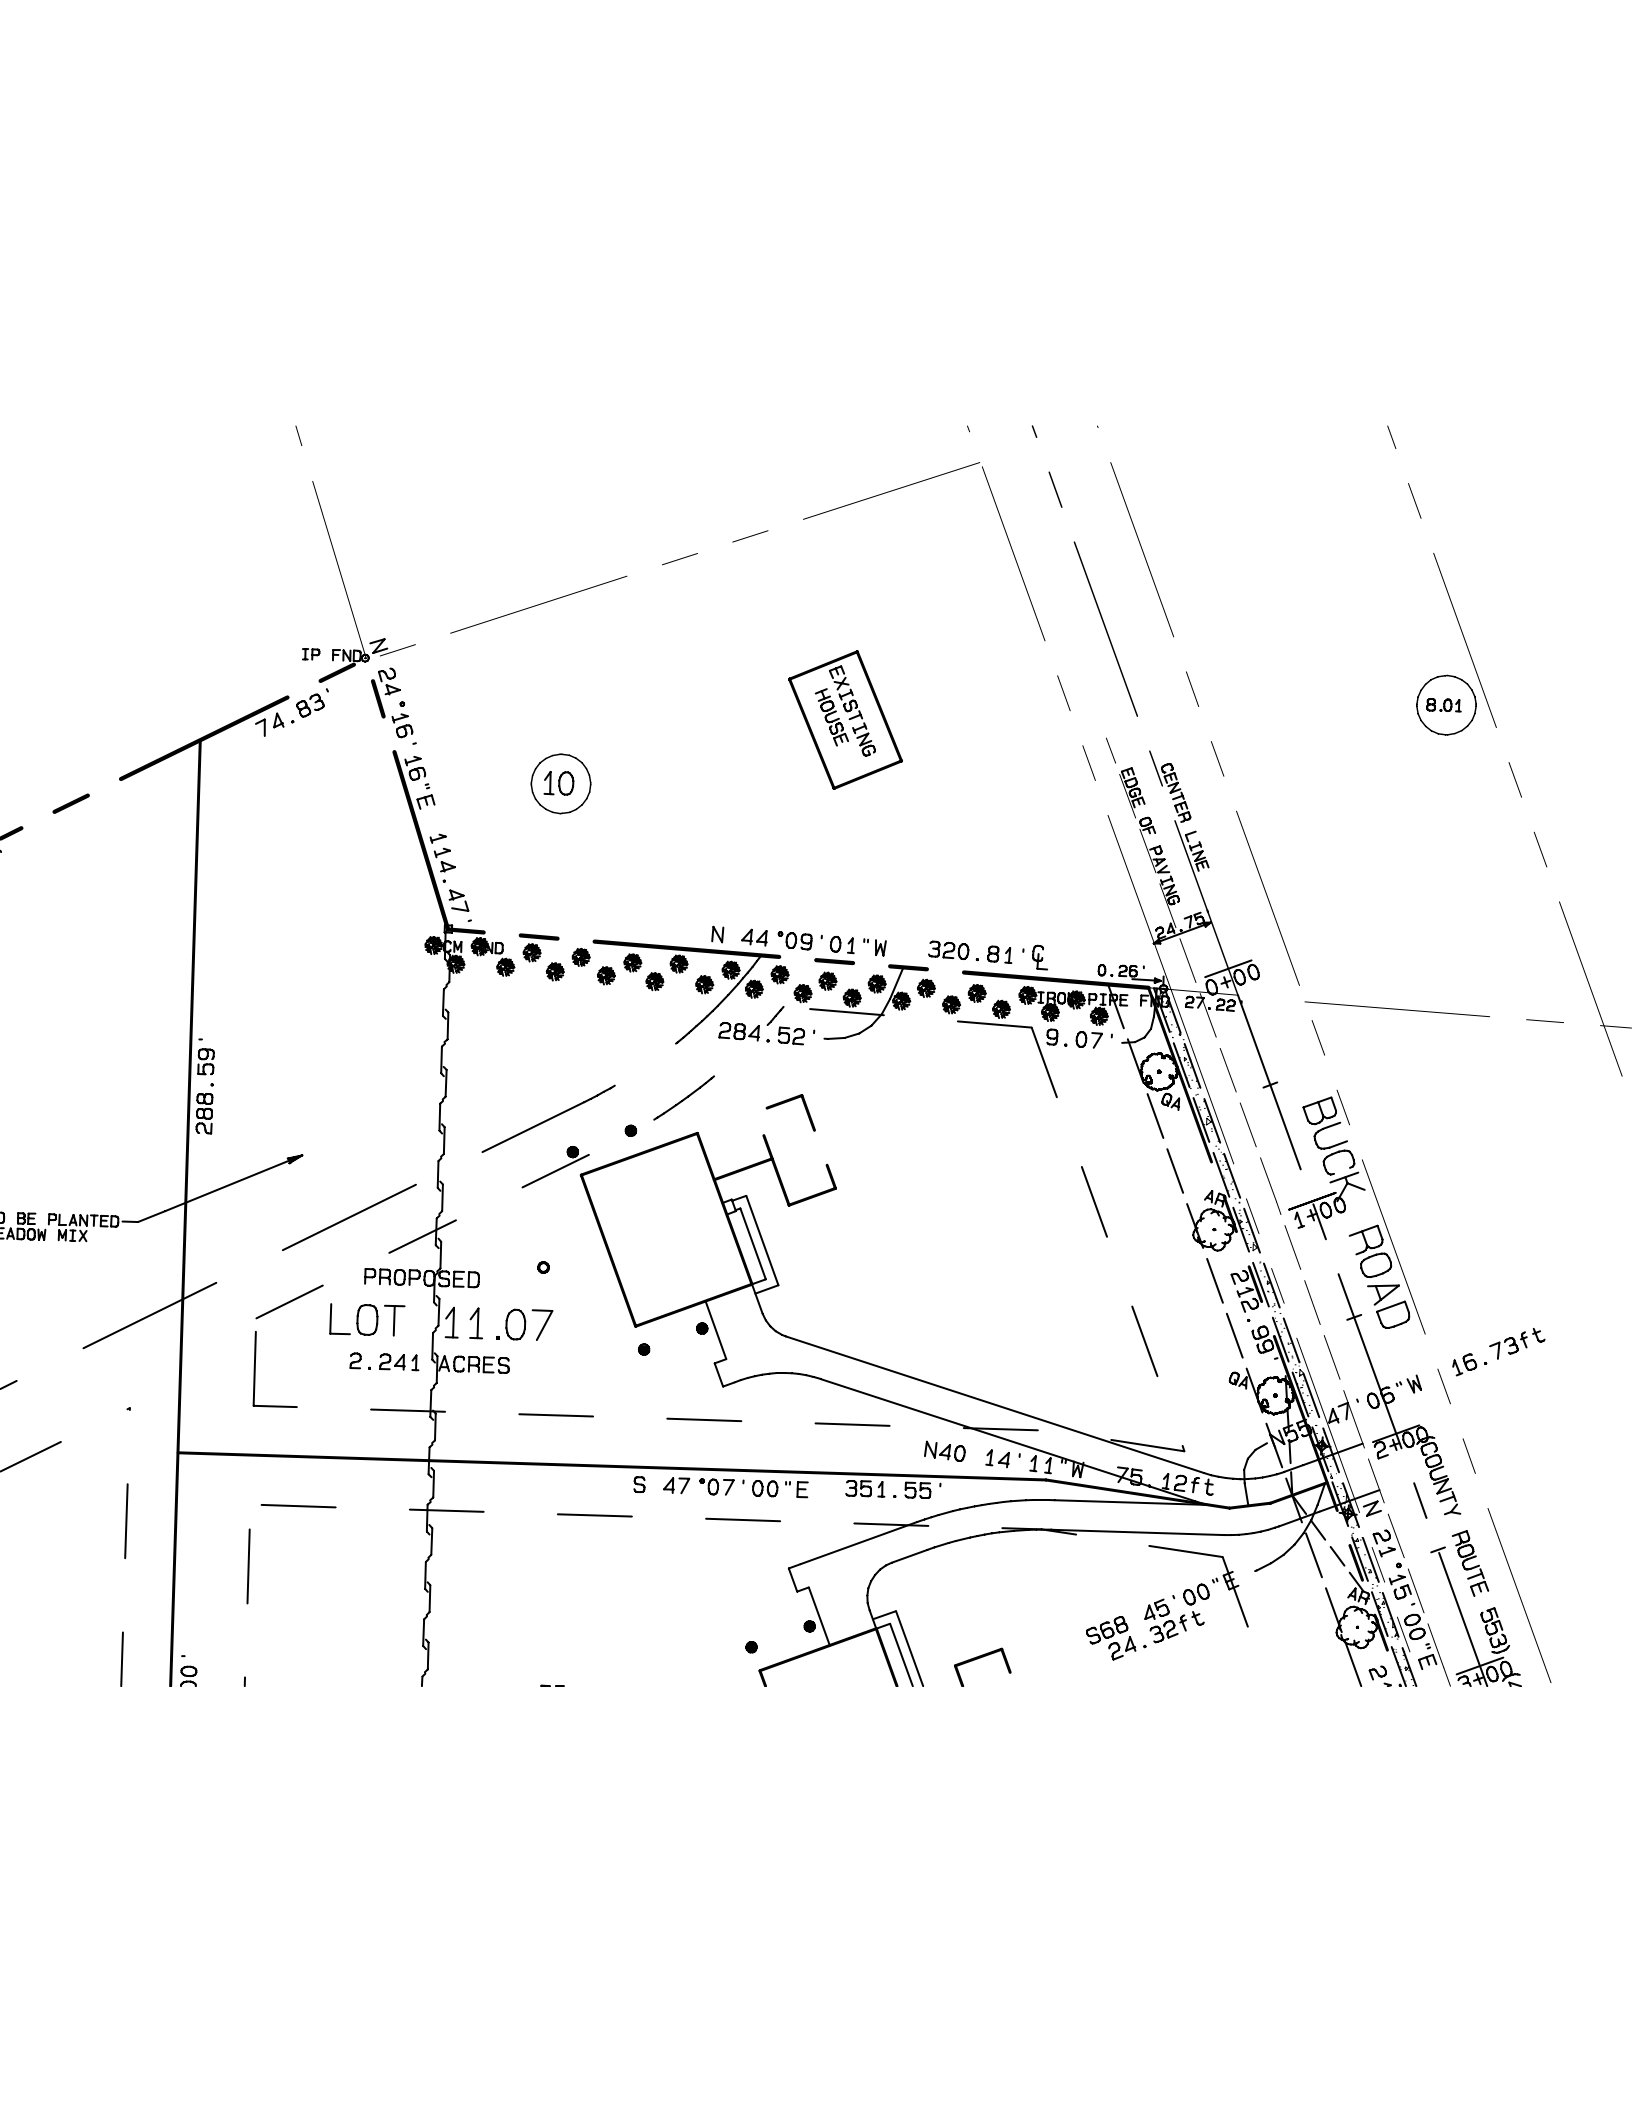 IP FND
N 24°16'16"E 114.47'
74.83'
EXISTING
HOUSE
8.01
10
CENTER LINE
EDGE OF PAVING
24.75'
N 44°09'01"W 320.81'
CM FND
0.26'
0+00
IRON PIPE FND
27.22'
284.52'
9.07'
288.59'
QA
BUCK ROAD
AR
1+00
O BE PLANTED
EADOW MIX
PROPOSED
LOT 11.07
2.241 ACRES
212.99'
QA
N55 47'06"W 16.73ft
2+00
N40 14'11"W 75.12ft
S 47°07'00"E 351.55'
(COUNTY ROUTE 553)
N 21°15'00"E
S68 45'00"E
24.32ft
AR
3+00
00'